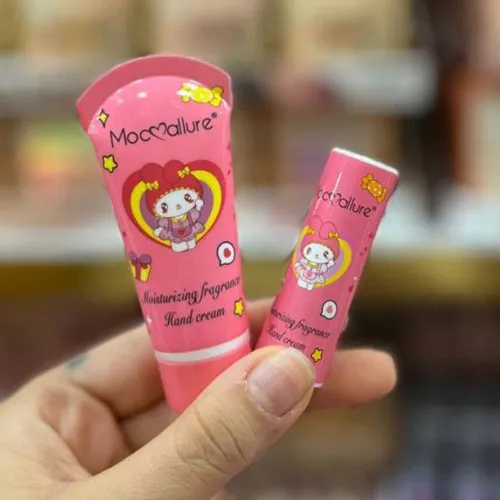 Mocallure®
Moisturizing fragrance
Hand cream
Mocallure®
Moisturizing fragrance
Hand cream